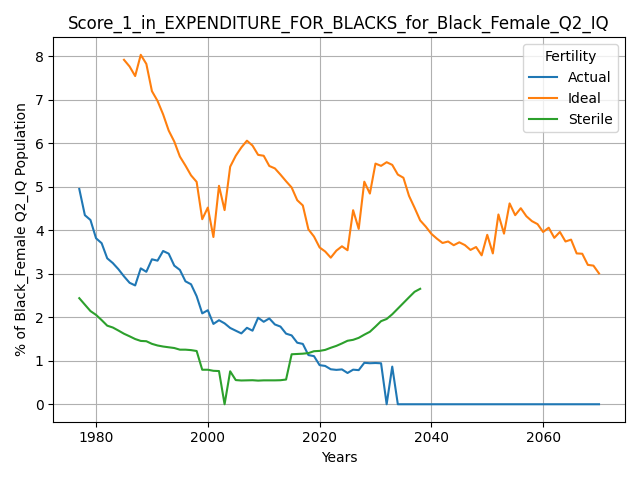 Score_1_in_EXPENDITURE_FOR_BLACKS_for_Black_Female_Q2_IQ
Fertility
Actual
Ideal
Sterile
% of Black_Female Q2_IQ Population
8
7
6
5
4
3
2
1
0
1980 2000 2020 2040 2060
Years